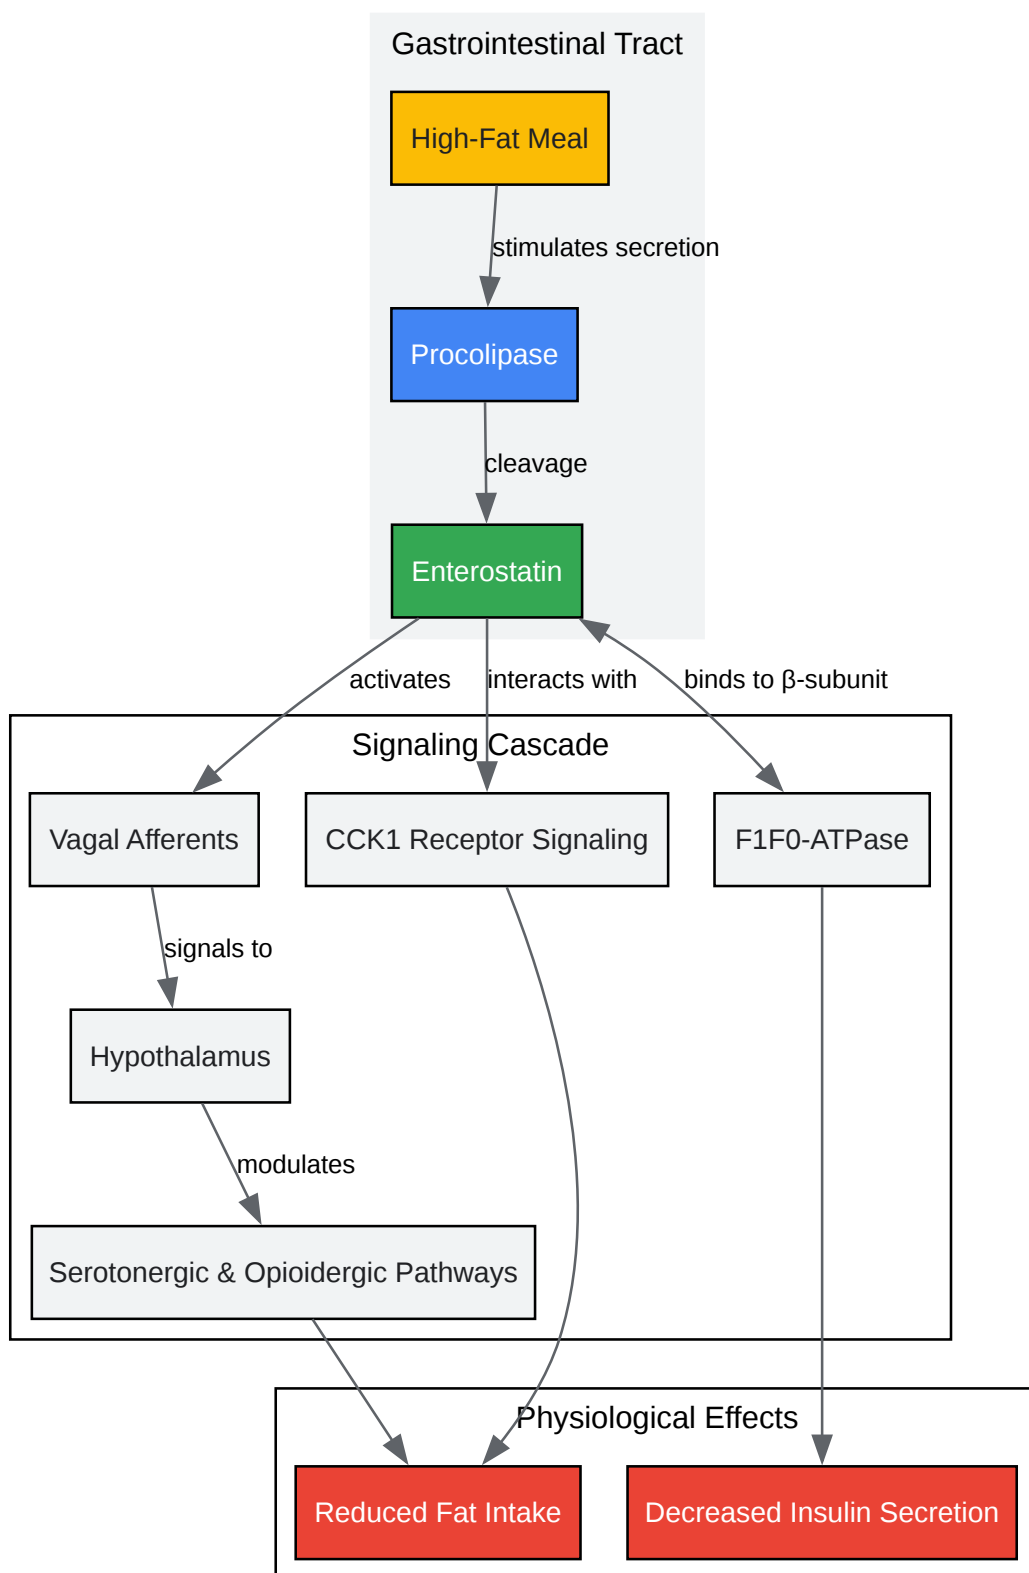 Gastrointestinal Tract
High-Fat Meal
stimulates secretion
Procolipase
cleavage
Enterostatin
activates
interacts with
binds to β-subunit
Signaling Cascade
Vagal Afferents
CCK1 Receptor Signaling
F1F0-ATPase
signals to
Hypothalamus
modulates
Serotonergic & Opioidergic Pathways
Physiological Effects
Reduced Fat Intake
Decreased Insulin Secretion